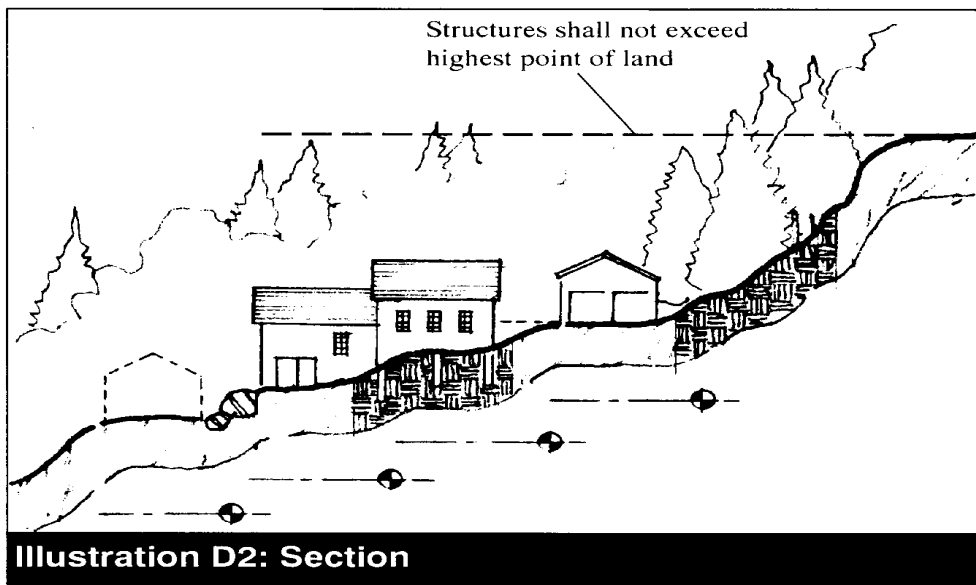 Structures shall not exceed
highest point of land
Illustration D2: Section